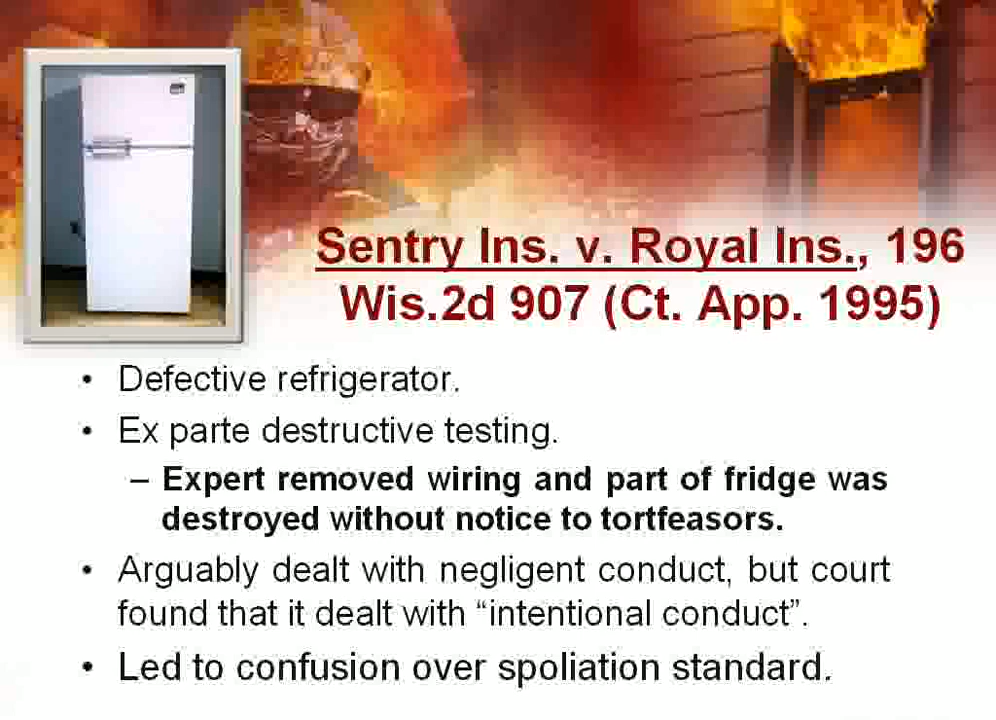 Sentry Ins. v. Royal Ins., 196
Wis.2d 907 (Ct. App. 1995)
• Defective refrigerator.
• Ex parte destructive testing.
– Expert removed wiring and part of fridge was
destroyed without notice to tortfeasors.
• Arguably dealt with negligent conduct, but court
found that it dealt with “intentional conduct”.
• Led to confusion over spoliation standard.